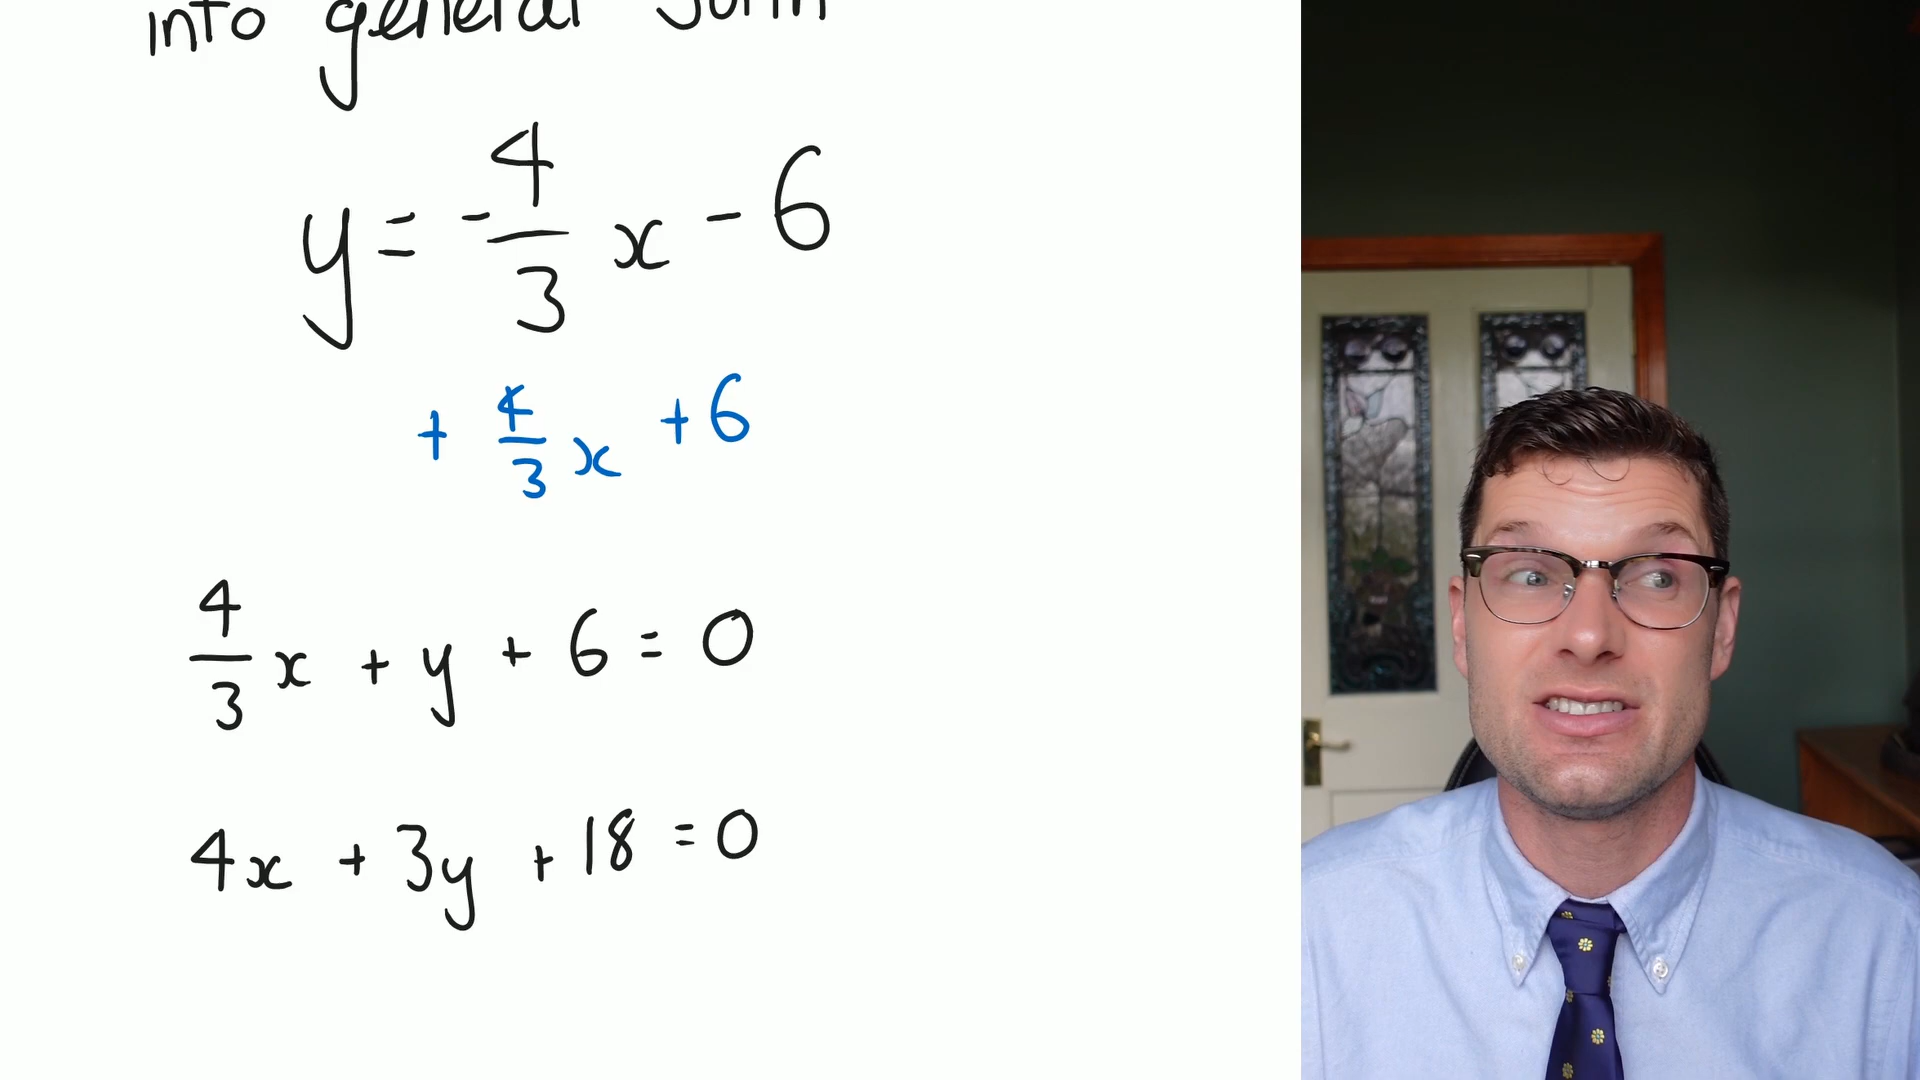 into general form
y = -4/3 x - 6
+ 4/3 x + 6
4/3 x + y + 6 = 0
4x + 3y + 18 = 0